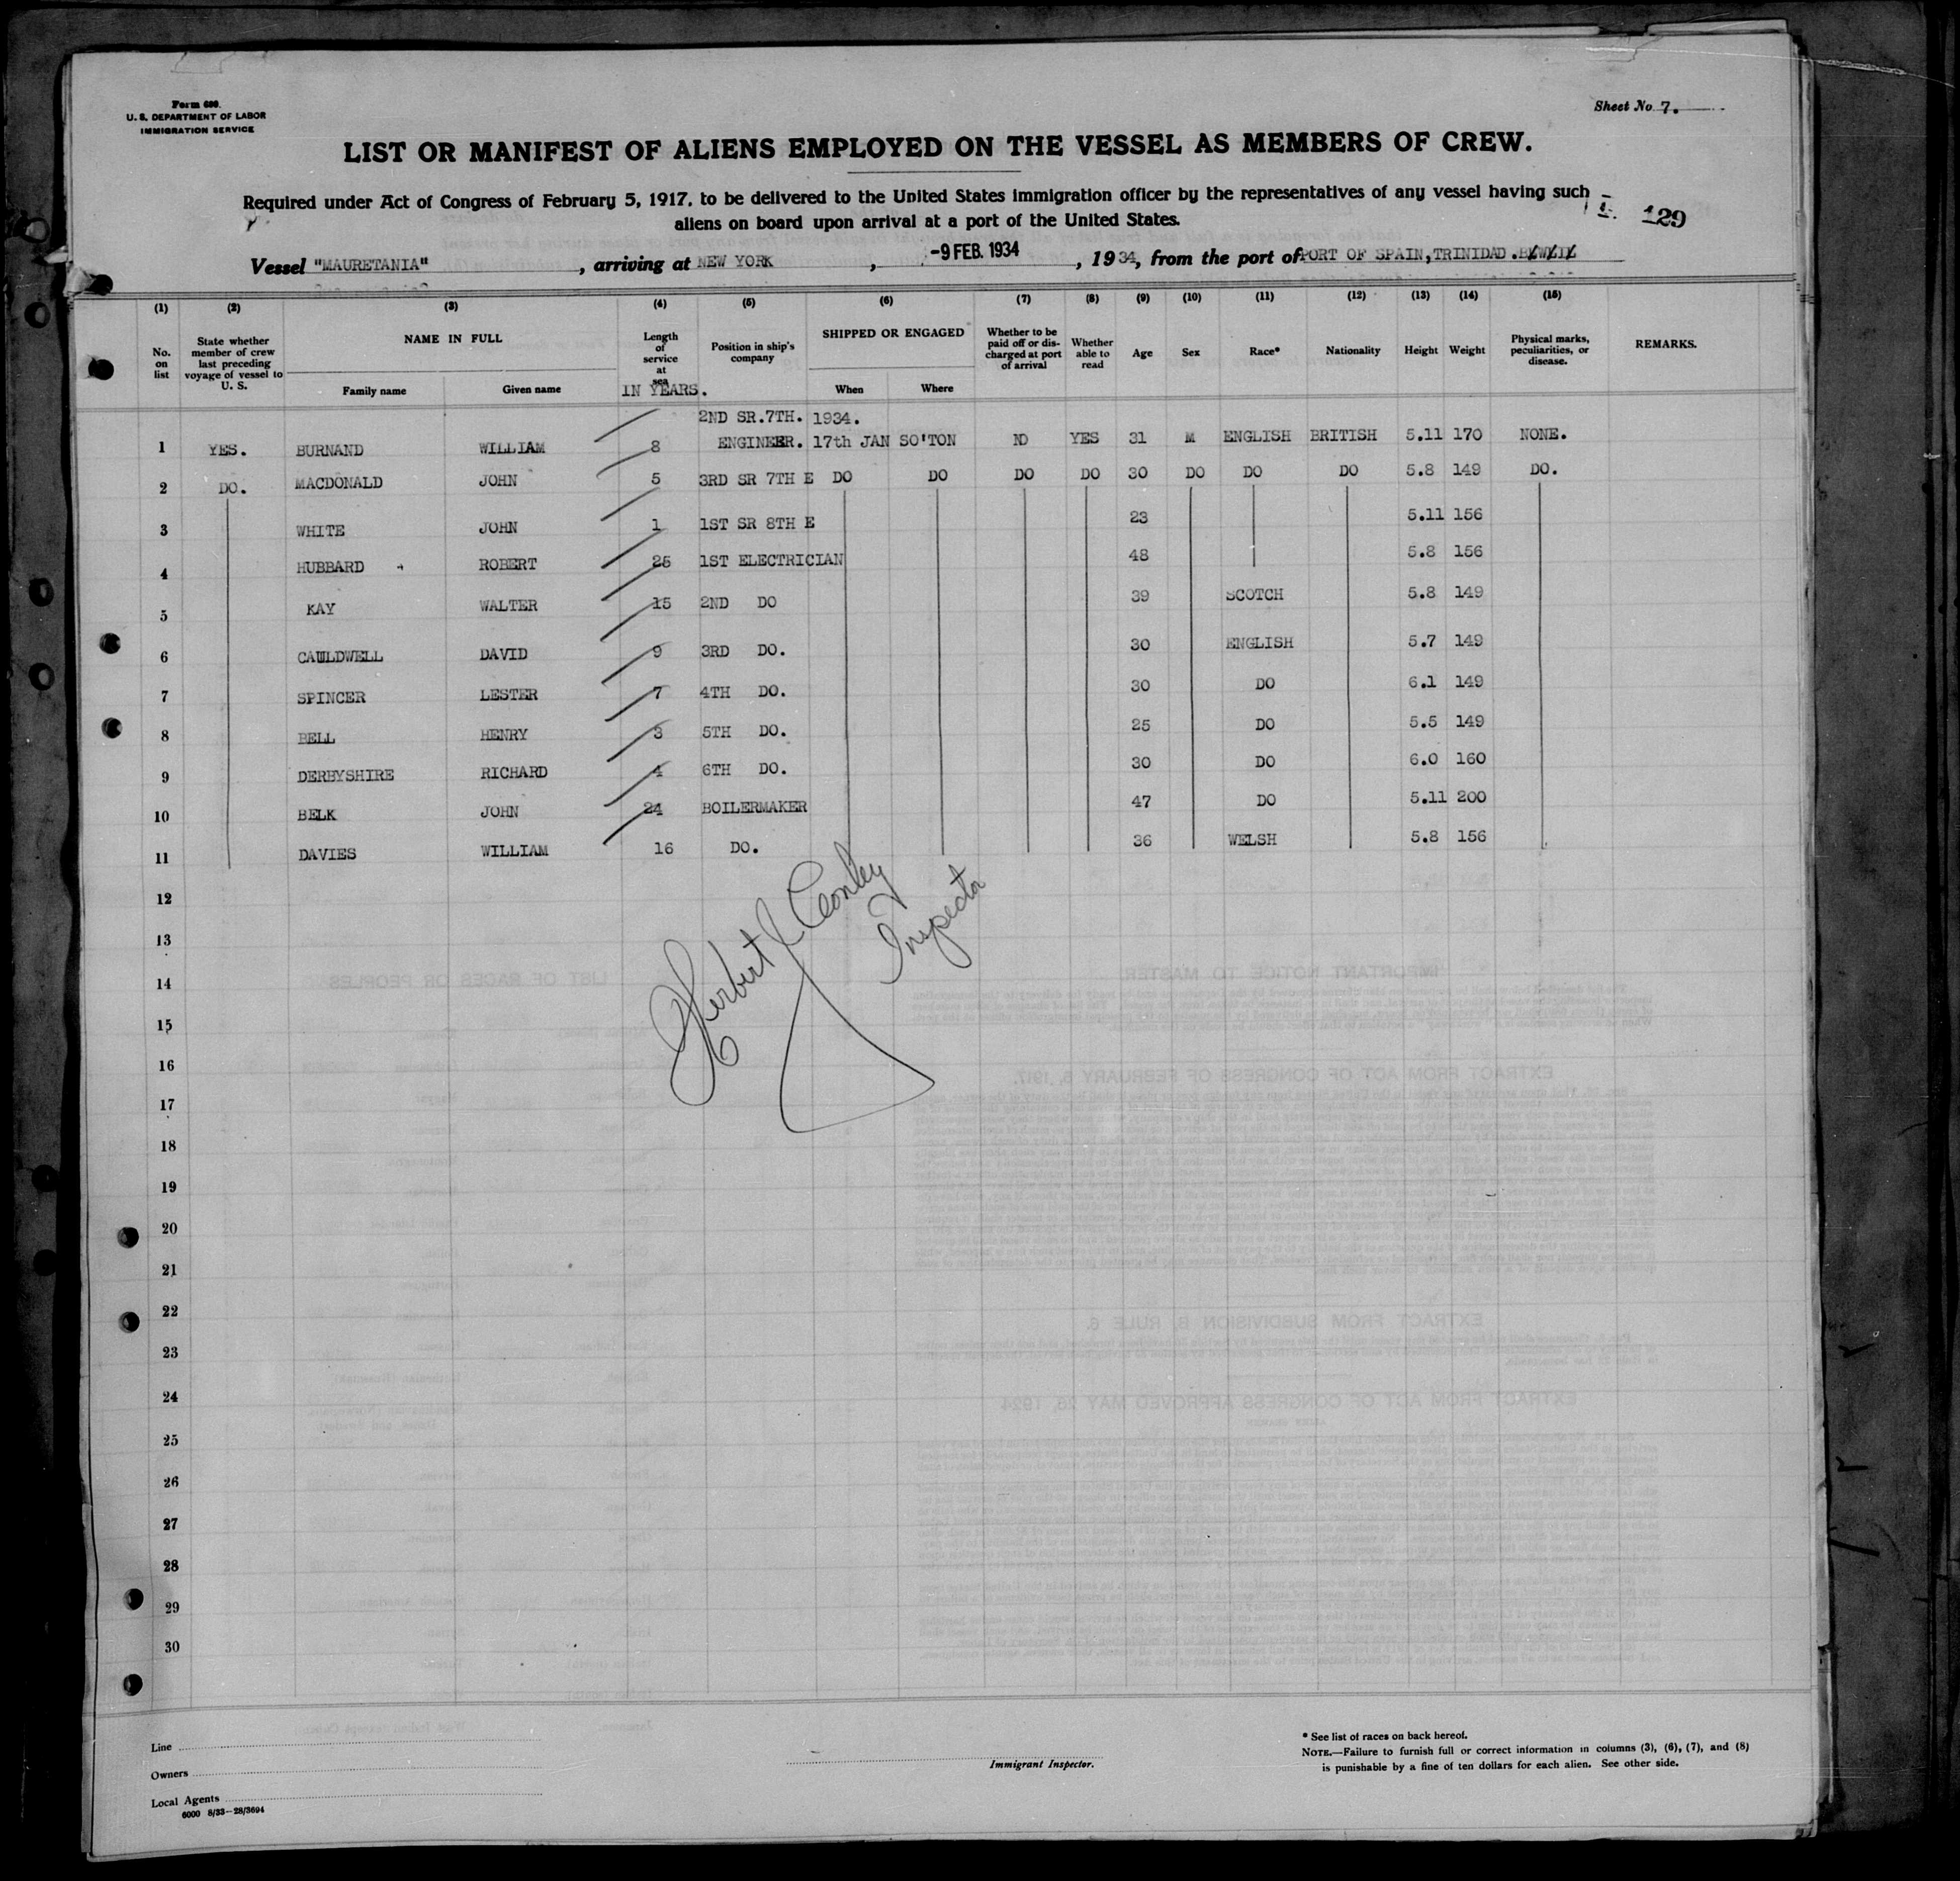 Form 680.
U. S. DEPARTMENT OF LABOR
IMMIGRATION SERVICE
Sheet No 7.
LIST OR MANIFEST OF ALIENS EMPLOYED ON THE VESSEL AS MEMBERS OF CREW.
Required under Act of Congress of February 5, 1917, to be delivered to the United States immigration officer by the representatives of any vessel having such
aliens on board upon arrival at a port of the United States.
129
Vessel "MAURETANIA", arriving at NEW YORK, -9 FEB. 1934, 1934, from the port of PORT OF SPAIN, TRINIDAD.
(1) (2) (3) (4) (5) (6) (7) (8) (9) (10) (11) (12) (13) (14) (15)
No. on list State whether member of crew last preceding voyage of vessel to U. S. NAME IN FULL Family name Given name Length of service at sea IN YEARS. Position in ship's company SHIPPED OR ENGAGED When Where Whether to be paid off or discharged at port of arrival Whether able to read Age Sex Race* Nationality Height Weight Physical marks, peculiarities, or disease. REMARKS.
2ND SR.7TH. 1934.
1 YES. BURNAND WILLIAM 8 ENGINEER. 17th JAN SO'TON NO YES 31 M ENGLISH BRITISH 5.11 170 NONE.
2 DO. MACDONALD JOHN 5 3RD SR 7TH E DO DO DO DO 30 DO DO DO 5.8 149 DO.
3 WHITE JOHN 1 1ST SR 8TH E 23 5.11 156
4 HUBBARD ROBERT 25 1ST ELECTRICIAN 48 5.8 156
5 KAY WALTER 15 2ND DO 39 SCOTCH 5.8 149
6 CAULDWELL DAVID 9 3RD DO. 30 ENGLISH 5.7 149
7 SPINCER LESTER 7 4TH DO. 30 DO 6.1 149
8 BELL HENRY 3 5TH DO. 25 DO 5.5 149
9 DERBYSHIRE RICHARD 4 6TH DO. 30 DO 6.0 160
10 BELK JOHN 24 BOILERMAKER 47 DO 5.11 200
11 DAVIES WILLIAM 16 DO. 36 WELSH 5.8 156
12
13
14
15
16
17
18
19
20
21
22
23
24
25
26
27
28
29
30
Herbert J Conley
Inspector
Line
Owners
Local Agents
6000 8/33-28/3694
Immigrant Inspector.
* See list of races on back hereof.
NOTE.—Failure to furnish full or correct information in columns (3), (6), (7), and (8)
is punishable by a fine of ten dollars for each alien. See other side.